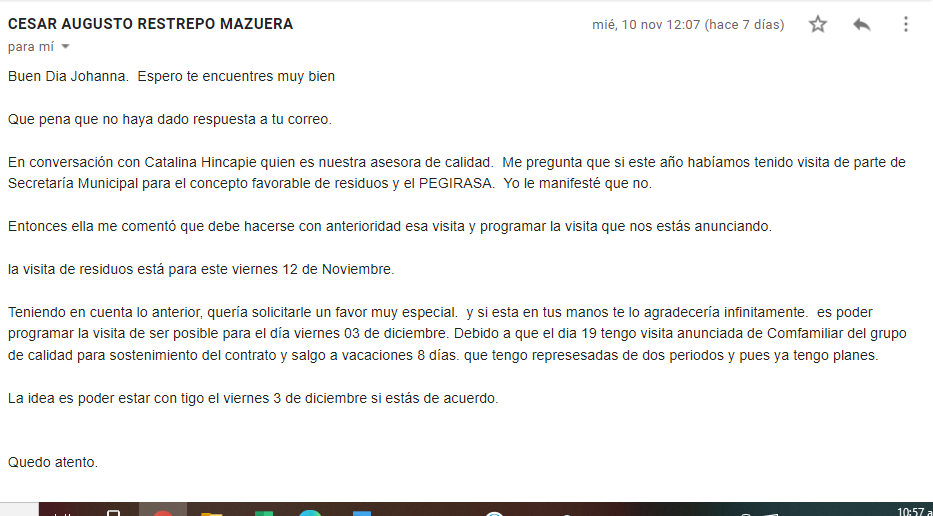 CESAR AUGUSTO RESTREPO MAZUERA
mié, 10 nov 12:07 (hace 7 días)
para mí
Buen Dia Johanna. Espero te encuentres muy bien
Que pena que no haya dado respuesta a tu correo.
En conversación con Catalina Hincapie quien es nuestra asesora de calidad. Me pregunta que si este año habíamos tenido visita de parte de
Secretaría Municipal para el concepto favorable de residuos y el PEGIRASA. Yo le manifesté que no.
Entonces ella me comentó que debe hacerse con anterioridad esa visita y programar la visita que nos estás anunciando.
la visita de residuos está para este viernes 12 de Noviembre.
Teniendo en cuenta lo anterior, quería solicitarle un favor muy especial. y si esta en tus manos te lo agradecería infinitamente. es poder
programar la visita de ser posible para el día viernes 03 de diciembre. Debido a que el dia 19 tengo visita anunciada de Comfamiliar del grupo
de calidad para sostenimiento del contrato y salgo a vacaciones 8 días. que tengo represesadas de dos periodos y pues ya tengo planes.
La idea es poder estar con tigo el viernes 3 de diciembre si estás de acuerdo.
Quedo atento.
10:57 a